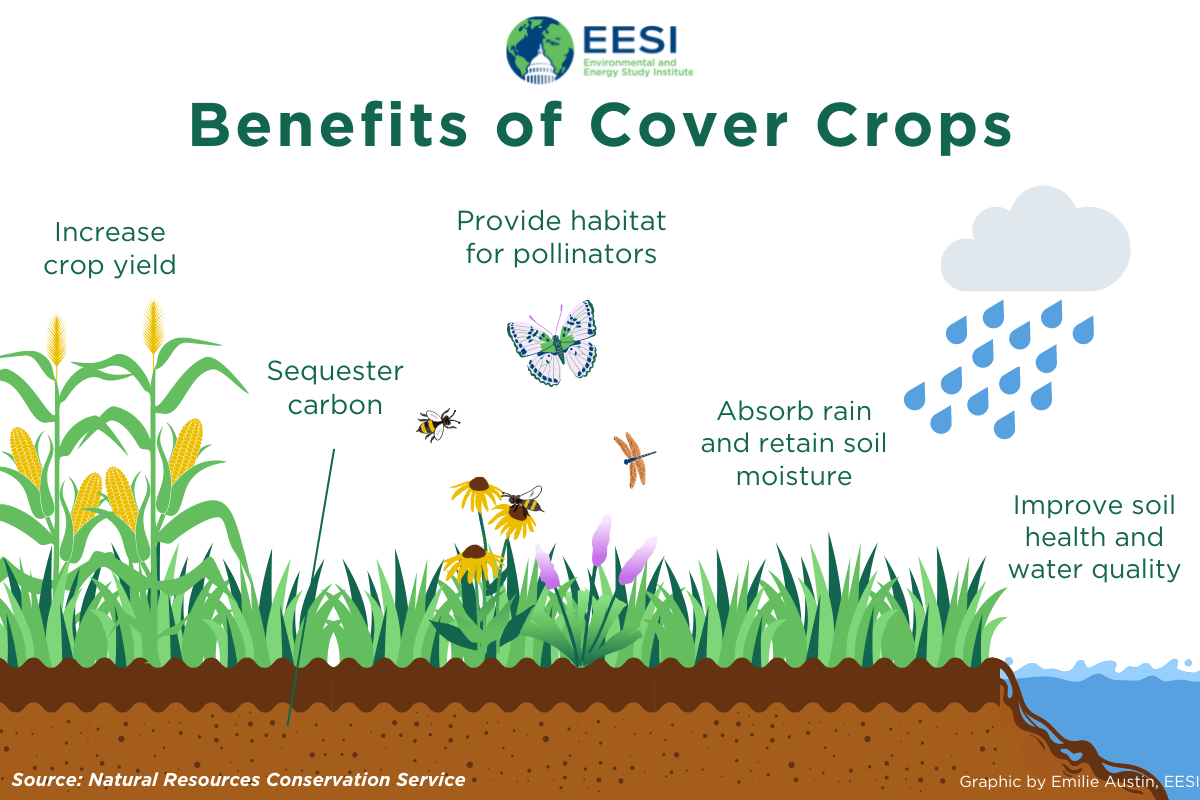 EESI
Environmental and
Energy Study Institute
Benefits of Cover Crops
Increase
crop yield
Provide habitat
for pollinators
Sequester
carbon
Absorb rain
and retain soil
moisture
Improve soil
health and
water quality
Source: Natural Resources Conservation Service
Graphic by Emilie Austin, EESI